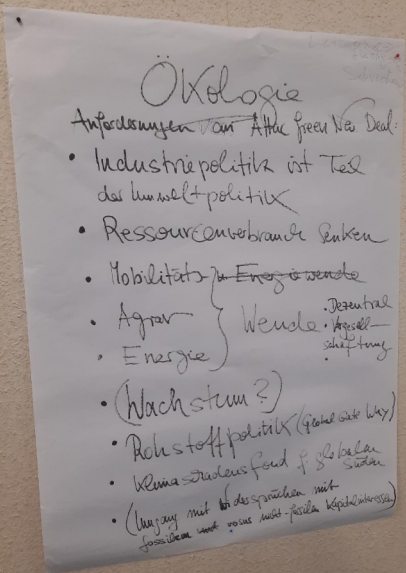 Ökologie
Anforderungen an Attac Green New Deal:
• Industriepolitik ist Teil
der Umweltpolitik
• Ressourcenverbrauch senken
• Mobilitäts- Energiewende
• Agrar } Wende • Dezentral
• Energie • Vergesell-
schaftung
• (Wachstum?)
• Rohstoffpolitik (Global Gate Way)
• Klimaschadensfond f globalen
Süden
• (Umgang mit Widersprüchen mit
fossilen und nicht-fossilen Kapitalinteressen)